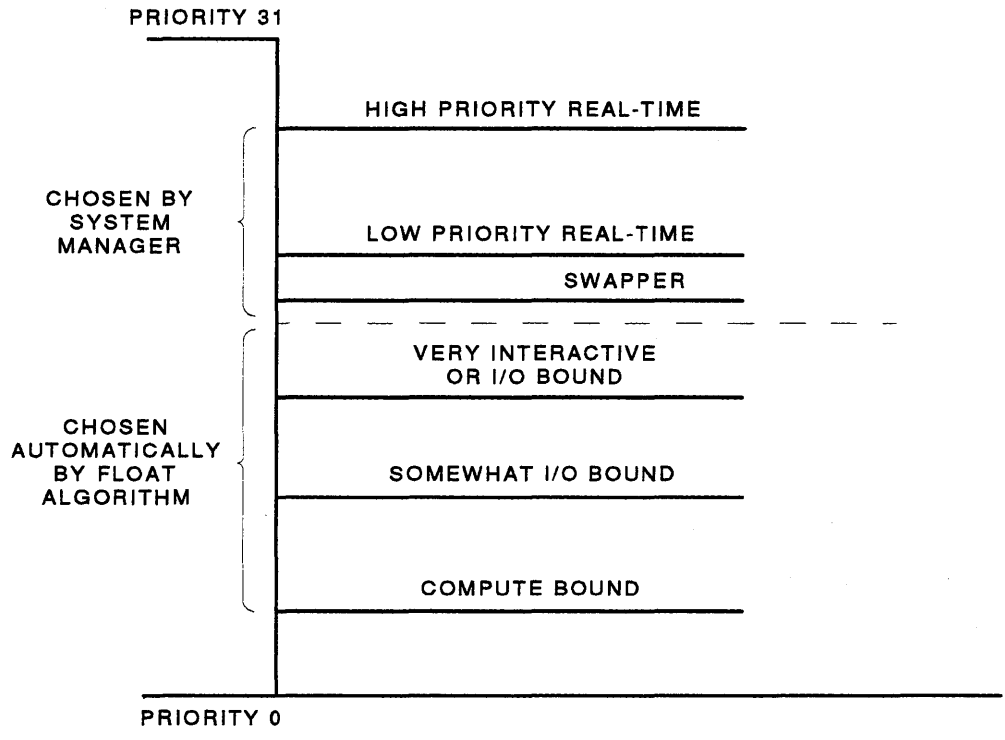 PRIORITY 31
HIGH PRIORITY REAL-TIME
CHOSEN BY
SYSTEM
MANAGER
LOW PRIORITY REAL-TIME
SWAPPER
VERY INTERACTIVE
OR I/O BOUND
CHOSEN
AUTOMATICALLY
BY FLOAT
ALGORITHM
SOMEWHAT I/O BOUND
COMPUTE BOUND
PRIORITY 0